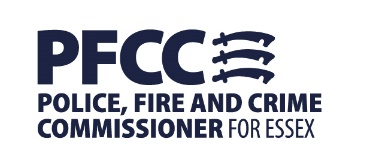 PFCC
POLICE, FIRE AND CRIME
COMMISSIONER FOR ESSEX